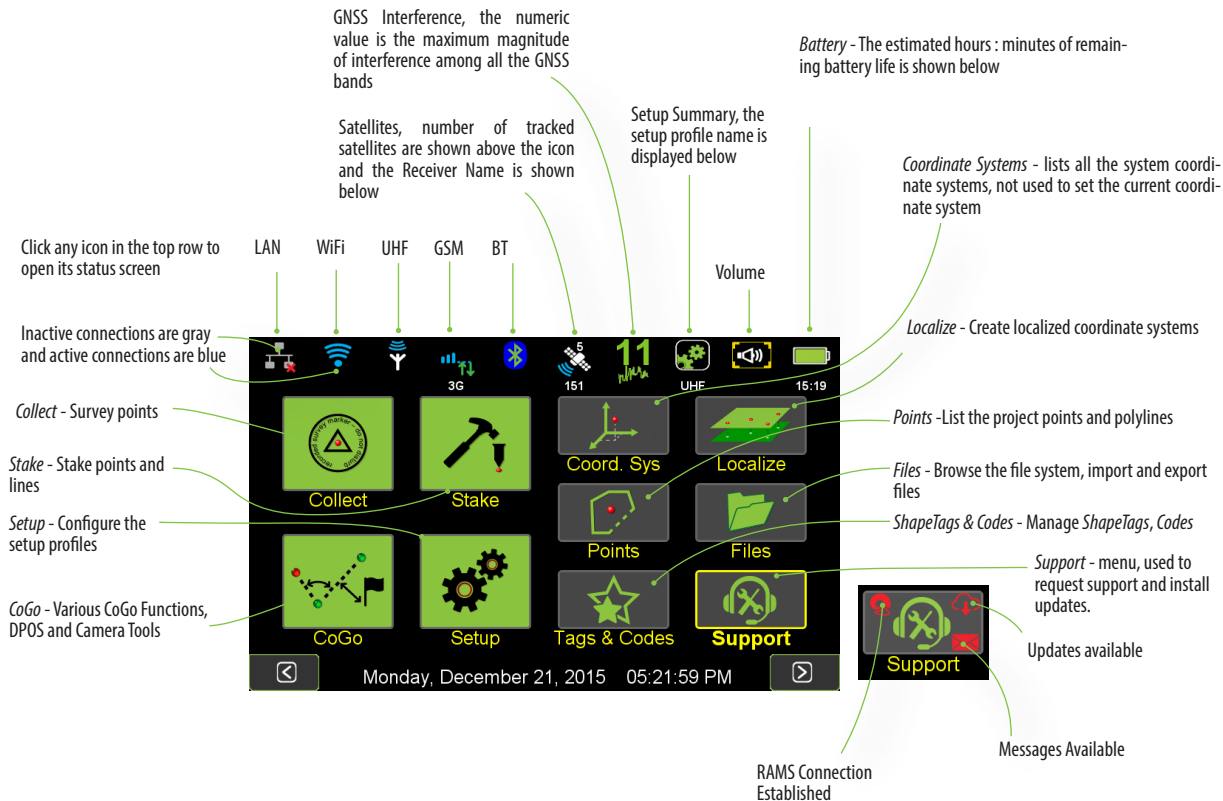 GNSS Interference, the numeric
value is the maximum magnitude
of interference among all the GNSS
bands
Battery - The estimated hours : minutes of remain-
ing battery life is shown below
Satellites, number of tracked
satellites are shown above the icon
and the Receiver Name is shown
below
Setup Summary, the
setup profile name is
displayed below
Coordinate Systems - lists all the system coordi-
nate systems, not used to set the current coordi-
nate system
Click any icon in the top row to
open its status screen
LAN
WiFi
UHF
GSM
BT
Volume
Inactive connections are gray
and active connections are blue
Localize - Create localized coordinate systems
5
11
3G
151
UHF
15:19
Collect - Survey points
Points -List the project points and polylines
Stake - Stake points and
lines
Files - Browse the file system, import and export
files
Setup - Configure the
setup profiles
ShapeTags & Codes - Manage ShapeTags, Codes
Support - menu, used to
request support and install
updates.
CoGo - Various CoGo Functions,
DPOS and Camera Tools
recorded survey marker - do not disturb
Collect
Stake
Coord. Sys
Localize
Points
Files
CoGo
Setup
Tags & Codes
Support
Monday, December 21, 2015 05:21:59 PM
Support
Updates available
Messages Available
RAMS Connection
Established